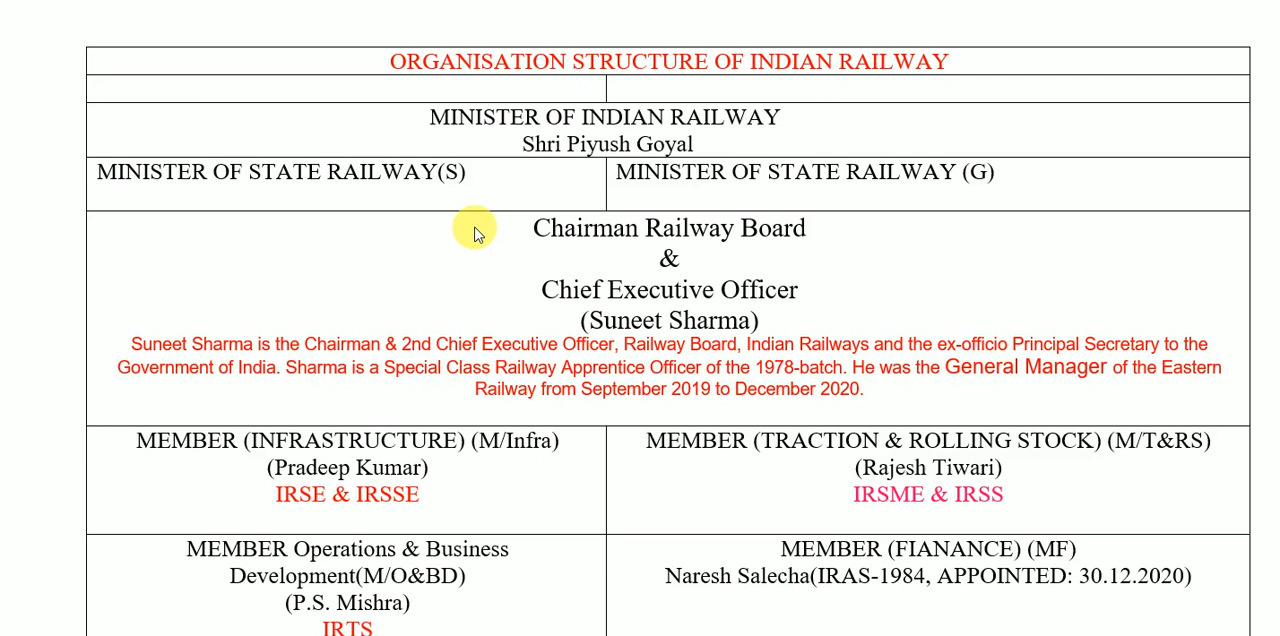 ORGANISATION STRUCTURE OF INDIAN RAILWAY
MINISTER OF INDIAN RAILWAY
Shri Piyush Goyal
MINISTER OF STATE RAILWAY(S)
MINISTER OF STATE RAILWAY (G)
Chairman Railway Board
&
Chief Executive Officer
(Suneet Sharma)
Suneet Sharma is the Chairman & 2nd Chief Executive Officer, Railway Board, Indian Railways and the ex-officio Principal Secretary to the
Government of India. Sharma is a Special Class Railway Apprentice Officer of the 1978-batch. He was the General Manager of the Eastern
Railway from September 2019 to December 2020.
MEMBER (INFRASTRUCTURE) (M/Infra)
(Pradeep Kumar)
IRSE & IRSSE
MEMBER (TRACTION & ROLLING STOCK) (M/T&RS)
(Rajesh Tiwari)
IRSME & IRSS
MEMBER Operations & Business
Development(M/O&BD)
(P.S. Mishra)
IRTS
MEMBER (FIANANCE) (MF)
Naresh Salecha(IRAS-1984, APPOINTED: 30.12.2020)